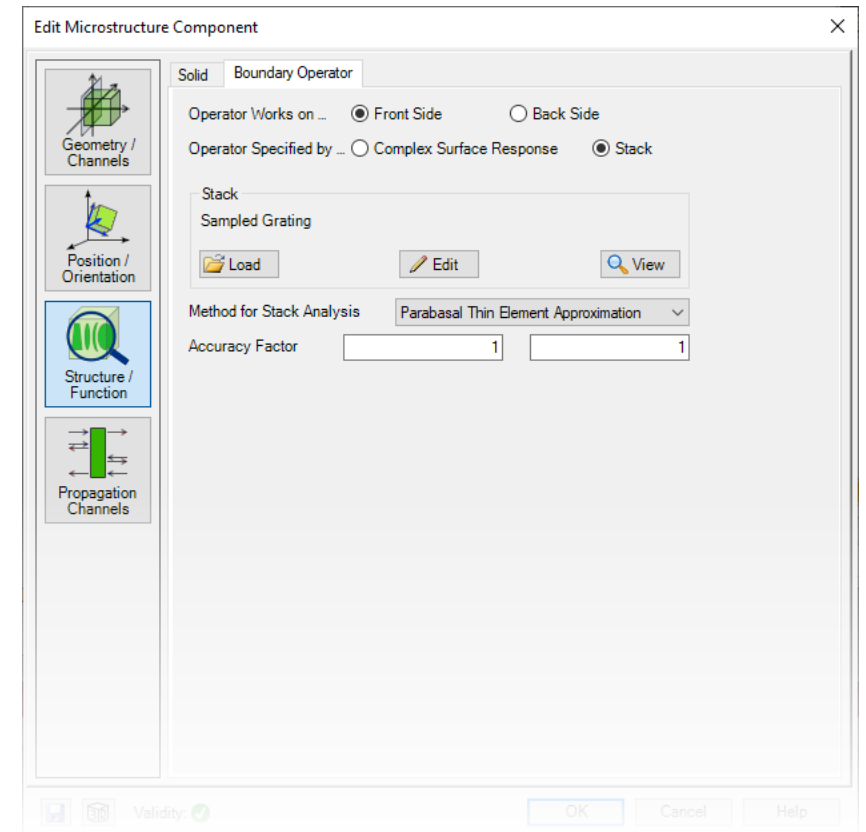 Edit Microstructure Component
Geometry /
Channels
Position /
Orientation
Structure /
Function
Propagation
Channels
Solid Boundary Operator
Operator Works on ... Front Side Back Side
Operator Specified by ... Complex Surface Response Stack
Stack
Sampled Grating
Load Edit View
Method for Stack Analysis Parabasal Thin Element Approximation
Accuracy Factor 1 1
Validity: OK Cancel Help